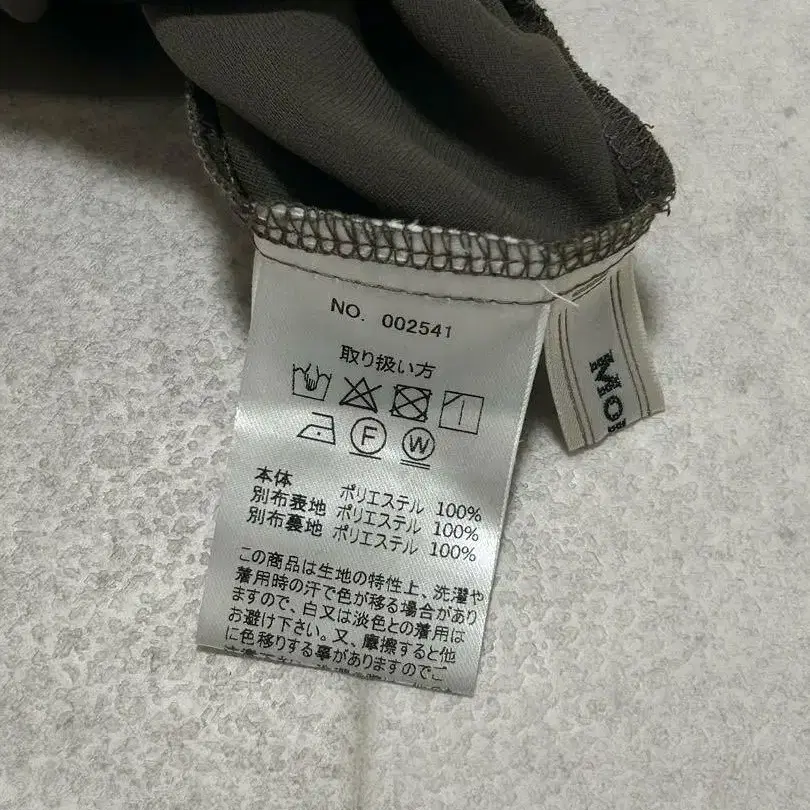 NO. 002541
取り扱い方
F W
本体 ポリエステル 100%
別布表地 ポリエステル 100%
別布裏地 ポリエステル 100%
この商品は生地の特性上、洗濯や
着用時の汗で色が移る場合があり
ますので、白又は淡色との着用は
お避け下さい。又、摩擦すると他
に色移りする事がありますのでご
MO